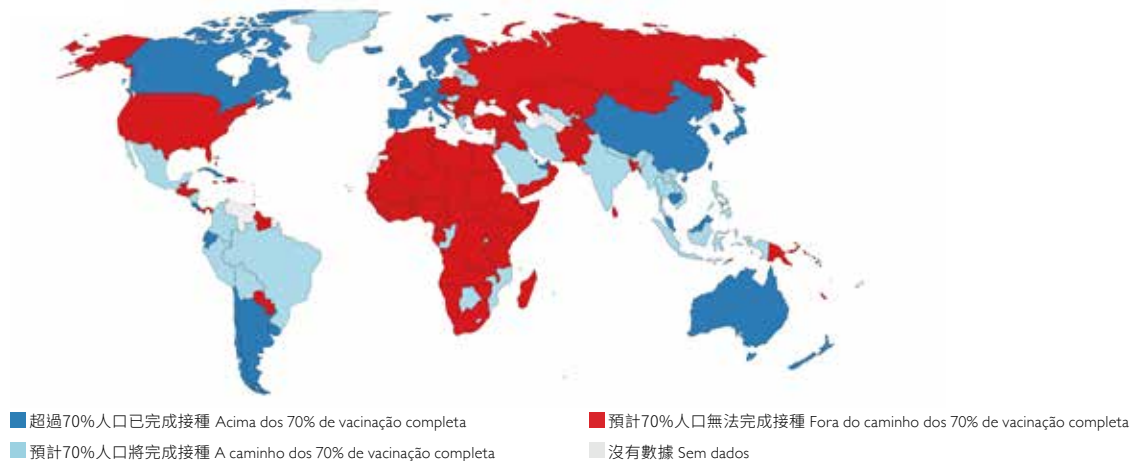 超過70%人口已完成接種 Acima dos 70% de vacinação completa
預計70%人口無法完成接種 Fora do caminho dos 70% de vacinação completa
預計70%人口將完成接種 A caminho dos 70% de vacinação completa
沒有數據 Sem dados